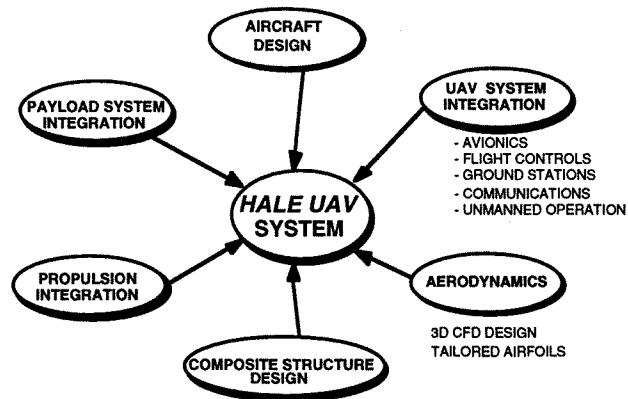 AIRCRAFT
DESIGN
PAYLOAD SYSTEM
INTEGRATION
UAV SYSTEM
INTEGRATION
- AVIONICS
- FLIGHT CONTROLS
- GROUND STATIONS
- COMMUNICATIONS
- UNMANNED OPERATION
HALE UAV
SYSTEM
PROPULSION
INTEGRATION
AERODYNAMICS
3D CFD DESIGN
TAILORED AIRFOILS
COMPOSITE STRUCTURE
DESIGN